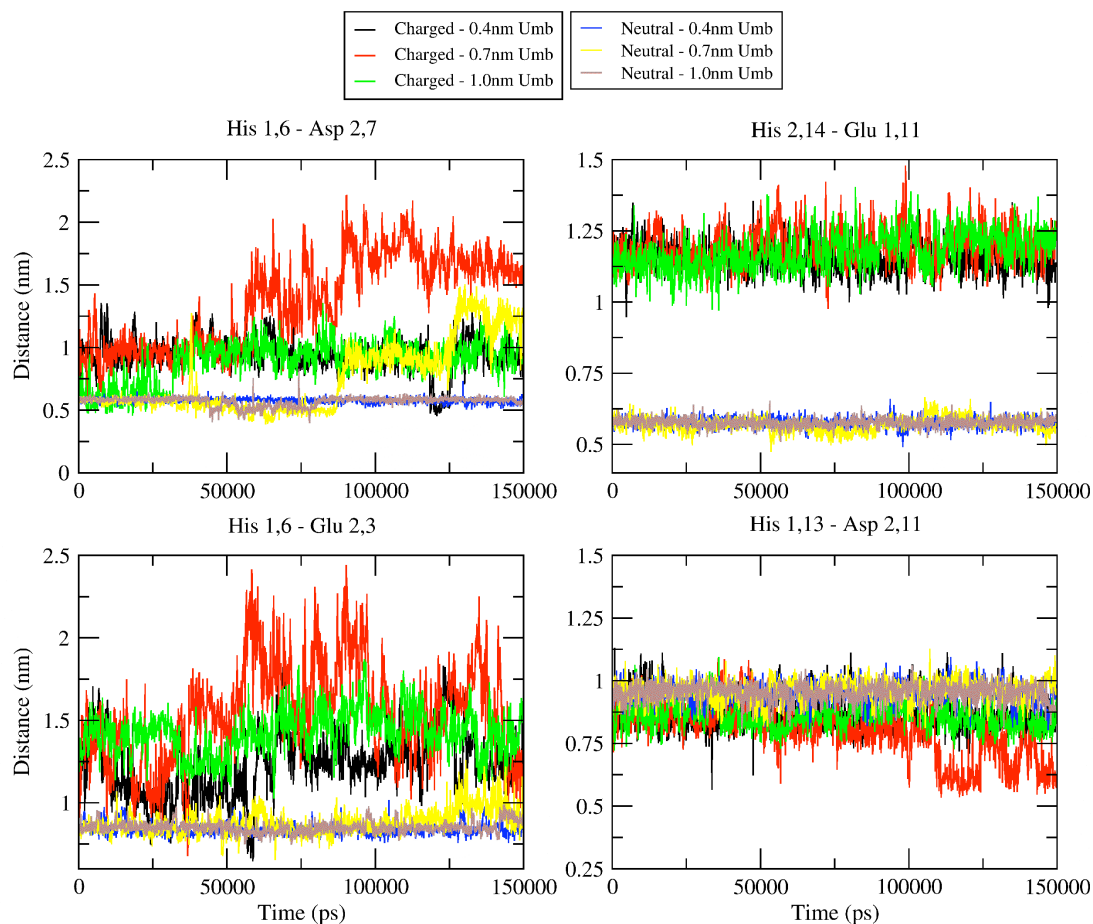 Charged - 0.4nm Umb
Charged - 0.7nm Umb
Charged - 1.0nm Umb
Neutral - 0.4nm Umb
Neutral - 0.7nm Umb
Neutral - 1.0nm Umb
His 1,6 - Asp 2,7
Distance (nm)
2.5
2
1.5
1
0.5
0
0 50000 100000 150000
His 2,14 - Glu 1,11
1.5
1.25
1
0.75
0.5
0 50000 100000 150000
His 1,6 - Glu 2,3
Distance (nm)
2.5
2
1.5
1
0 50000 100000 150000
Time (ps)
His 1,13 - Asp 2,11
1.5
1.25
1
0.75
0.5
0.25
0 50000 100000 150000
Time (ps)